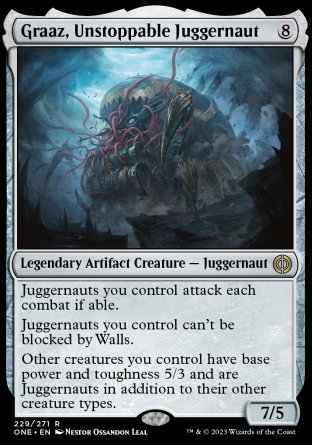 Graaz, Unstoppable Juggernaut 8
Legendary Artifact Creature — Juggernaut
Juggernauts you control attack each
combat if able.
Juggernauts you control can't be
blocked by Walls.
Other creatures you control have base
power and toughness 5/3 and are
Juggernauts in addition to their other
creature types.
7/5
229/271 R
ONE • EN NESTOR OSSANDON LEAL ™ & © 2023 Wizards of the Coast